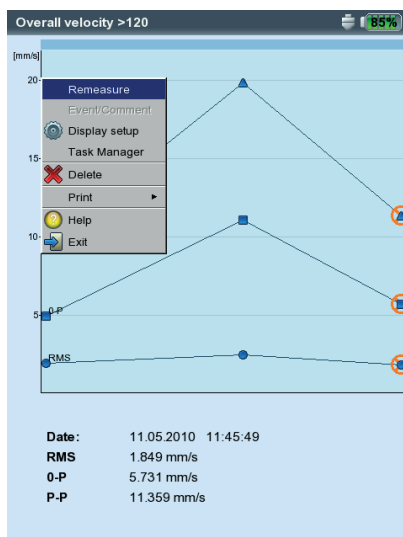 Overall velocity >120 85%
[mm/s]
20
Remeasure
Event/Comment
Display setup
15
Task Manager
Delete
Print
Help
10
Exit
5
0-P
RMS
Date: 11.05.2010 11:45:49
RMS 1.849 mm/s
0-P 5.731 mm/s
P-P 11.359 mm/s